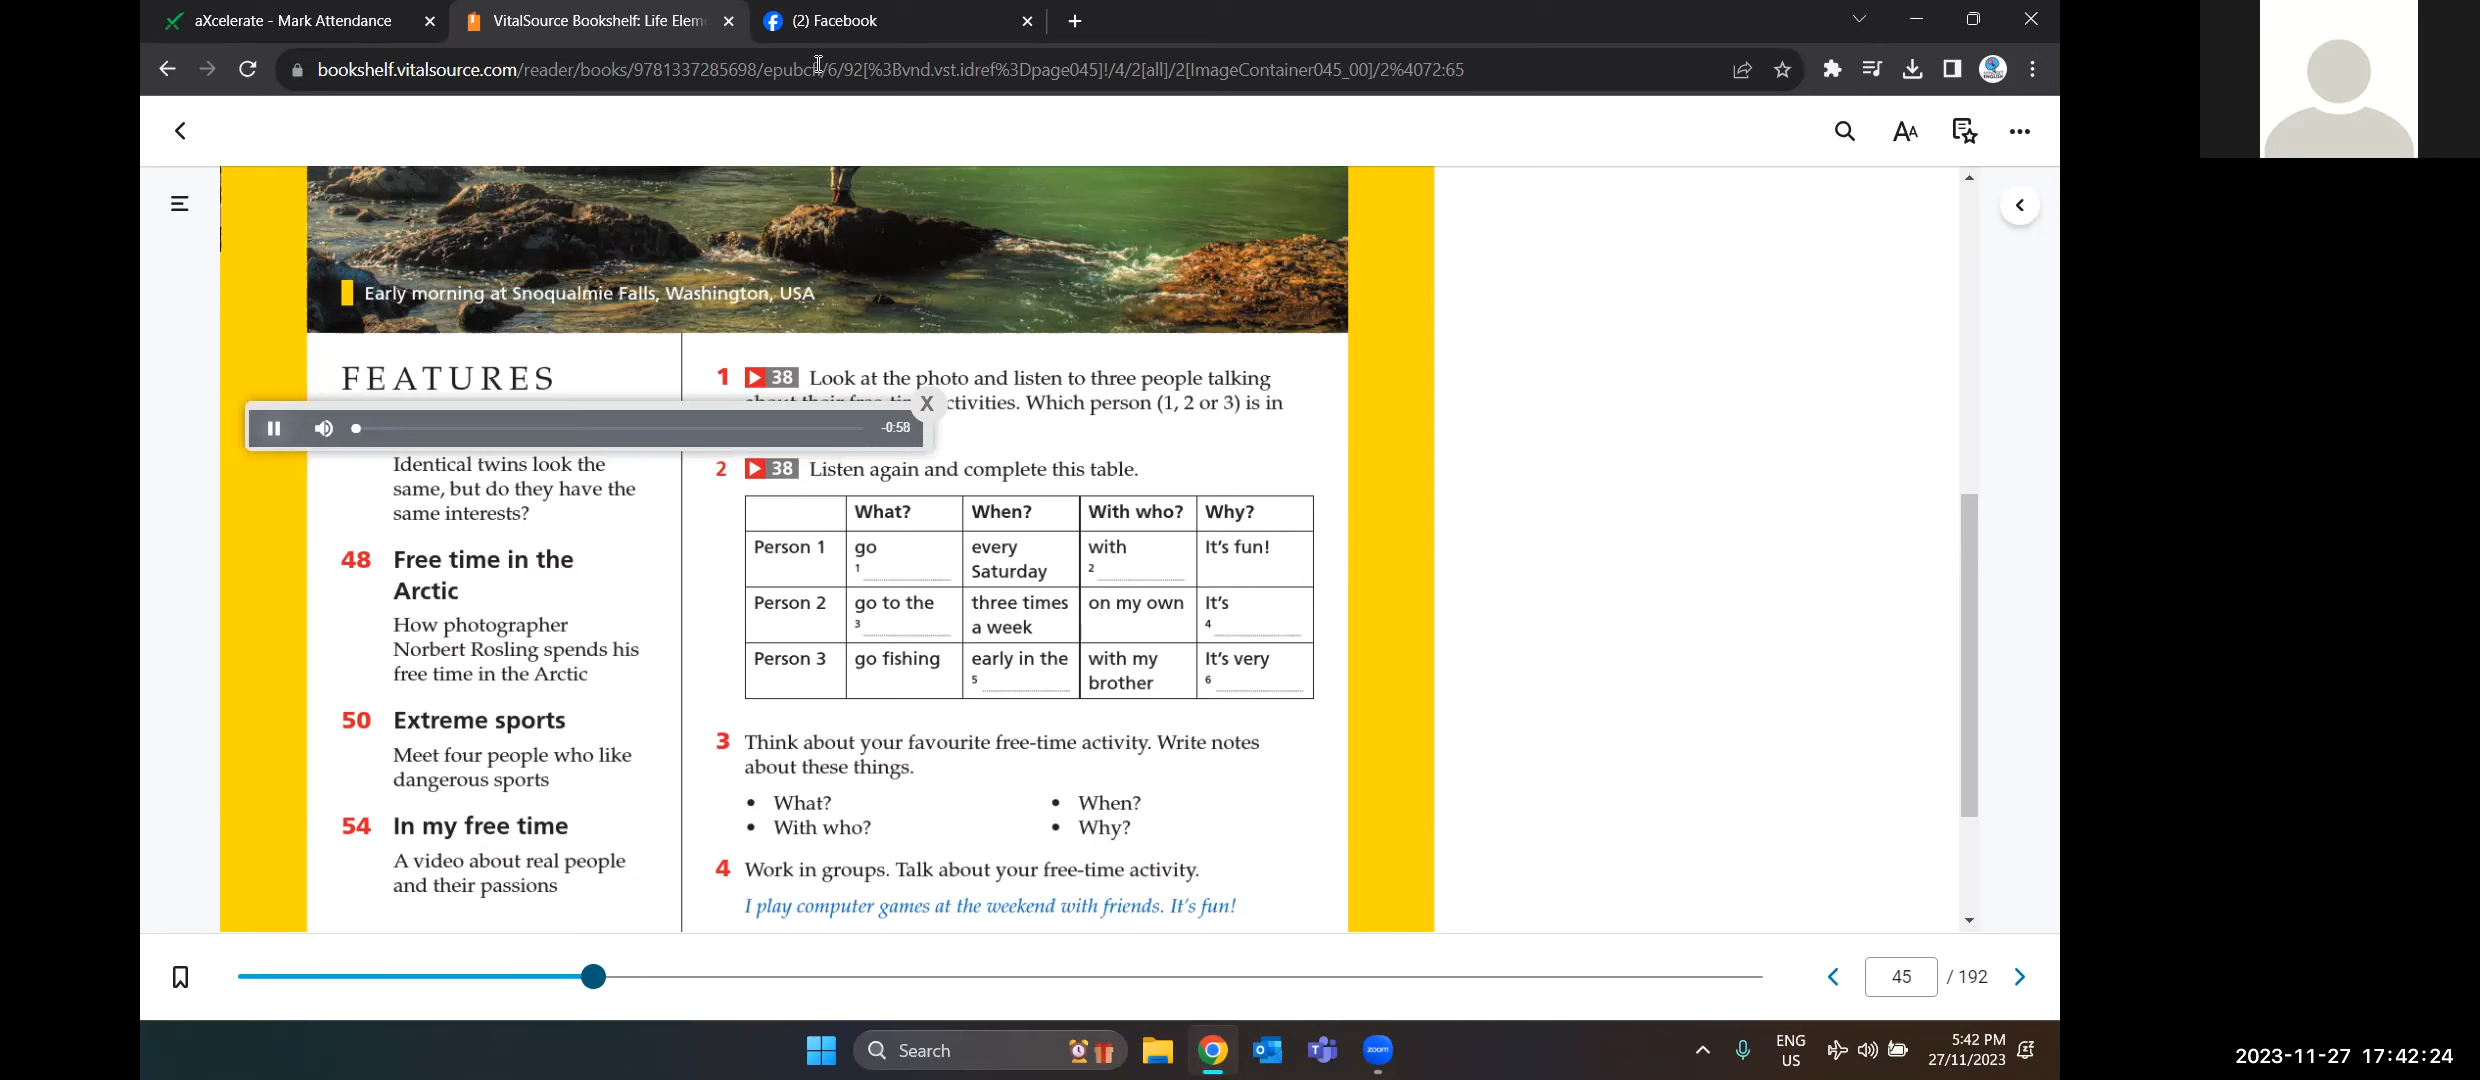 aXcelerate - Mark Attendance
VitalSource Bookshelf: Life Elem
(2) Facebook
bookshelf.vitalsource.com/reader/books/9781337285698/epubcfi/6/92[%3Bvnd.vst.idref%3Dpage045]!/4/2[all]/2[ImageContainer045_00]/2%4072:65
Early morning at Snoqualmie Falls, Washington, USA
FEATURES
X
-0:58
Identical twins look the
same, but do they have the
same interests?
48 Free time in the
Arctic
How photographer
Norbert Rosling spends his
free time in the Arctic
50 Extreme sports
Meet four people who like
dangerous sports
54 In my free time
A video about real people
and their passions
1 38 Look at the photo and listen to three people talking
ctivities. Which person (1, 2 or 3) is in
2 38 Listen again and complete this table.
What? When? With who? Why?
Person 1 go 1 every Saturday with 2 It's fun!
Person 2 go to the 3 three times a week on my own It's 4
Person 3 go fishing early in the 5 with my brother It's very 6
3 Think about your favourite free-time activity. Write notes
about these things.
• What? • When?
• With who? • Why?
4 Work in groups. Talk about your free-time activity.
I play computer games at the weekend with friends. It's fun!
45 / 192
Search
zoom
ENG
US
5:42 PM
27/11/2023
2023-11-27 17:42:24